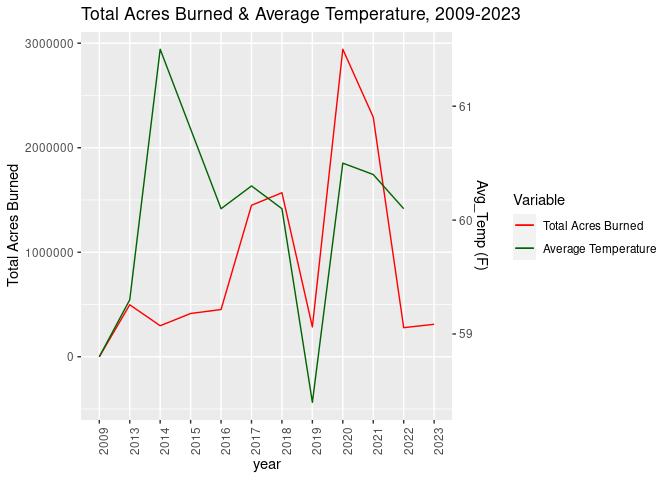 Total Acres Burned & Average Temperature, 2009-2023
Total Acres Burned
3000000
2000000
1000000
0
2009
2013
2014
2015
2016
2017
2018
2019
2020
2021
2022
2023
year
61
60
59
Avg_Temp (F)
Variable
Total Acres Burned
Average Temperature